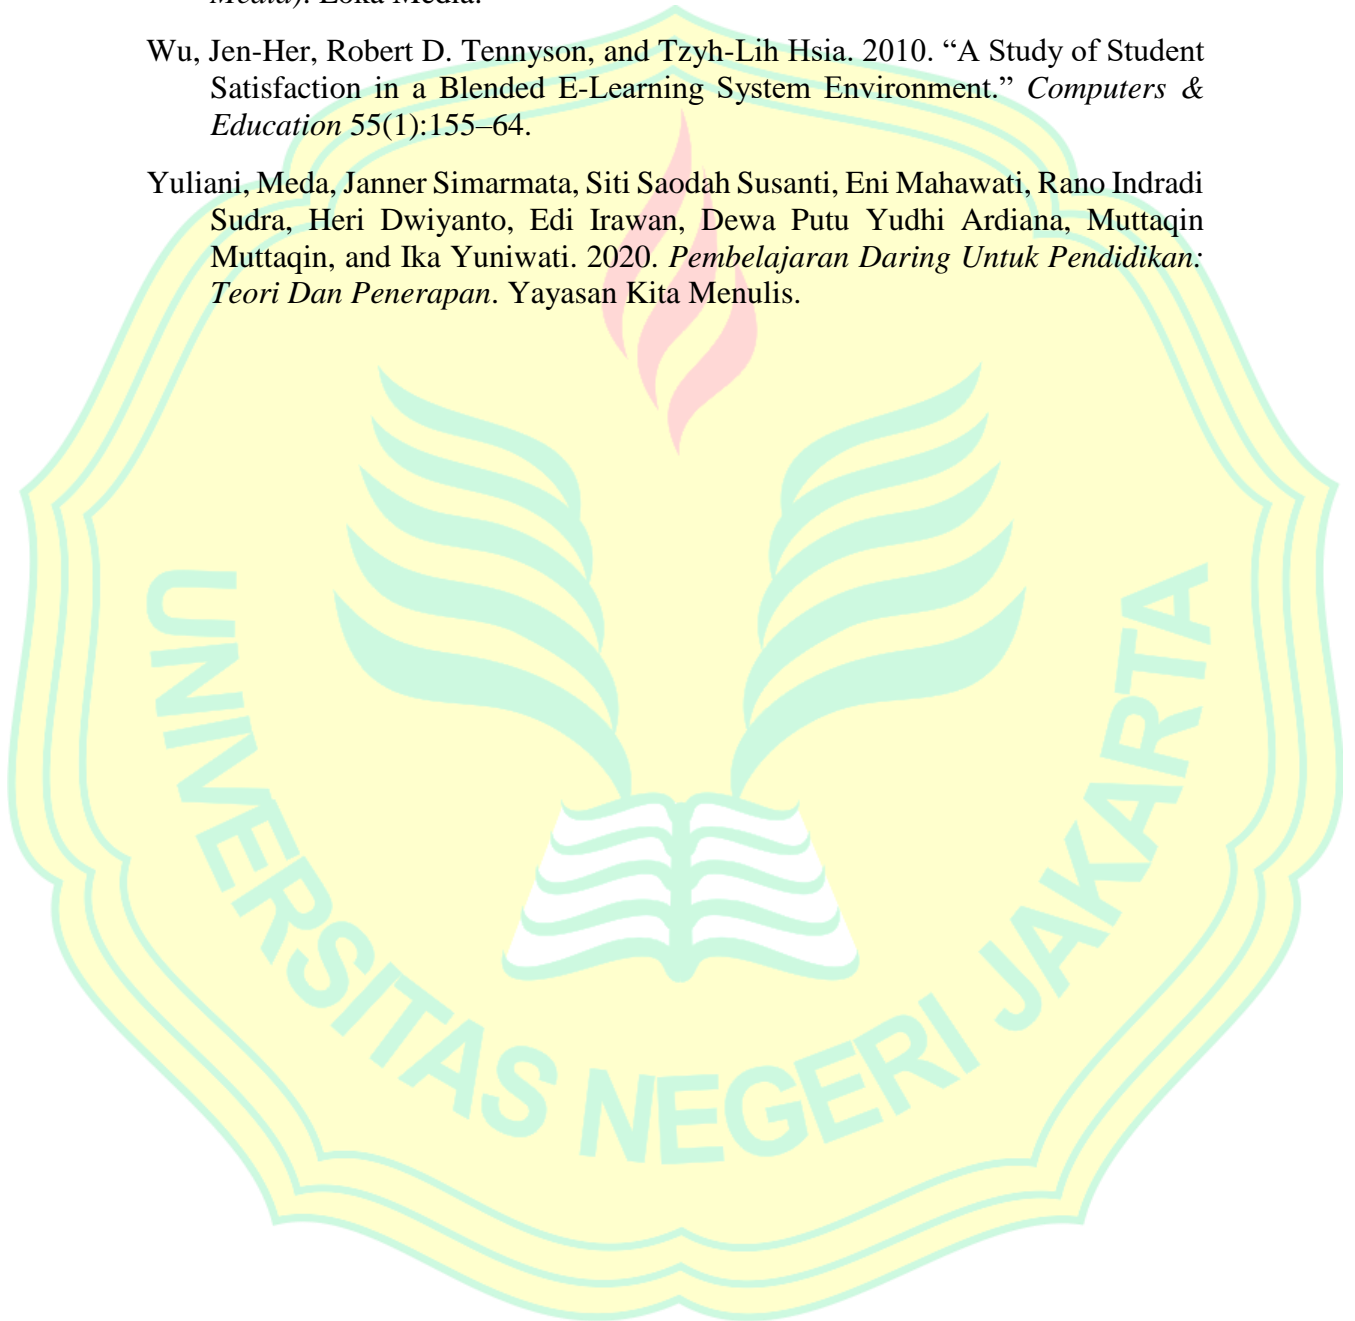 Media). Loka Media.
Wu, Jen-Her, Robert D. Tennyson, and Tzyh-Lih Hsia. 2010. “A Study of Student
Satisfaction in a Blended E-Learning System Environment.” Computers &
Education 55(1):155–64.
Yuliani, Meda, Janner Simarmata, Siti Saodah Susanti, Eni Mahawati, Rano Indradi
Sudra, Heri Dwiyanto, Edi Irawan, Dewa Putu Yudhi Ardiana, Muttaqin
Muttaqin, and Ika Yuniwati. 2020. Pembelajaran Daring Untuk Pendidikan:
Teori Dan Penerapan. Yayasan Kita Menulis.
UNIVERSITAS NEGERI JAKARTA